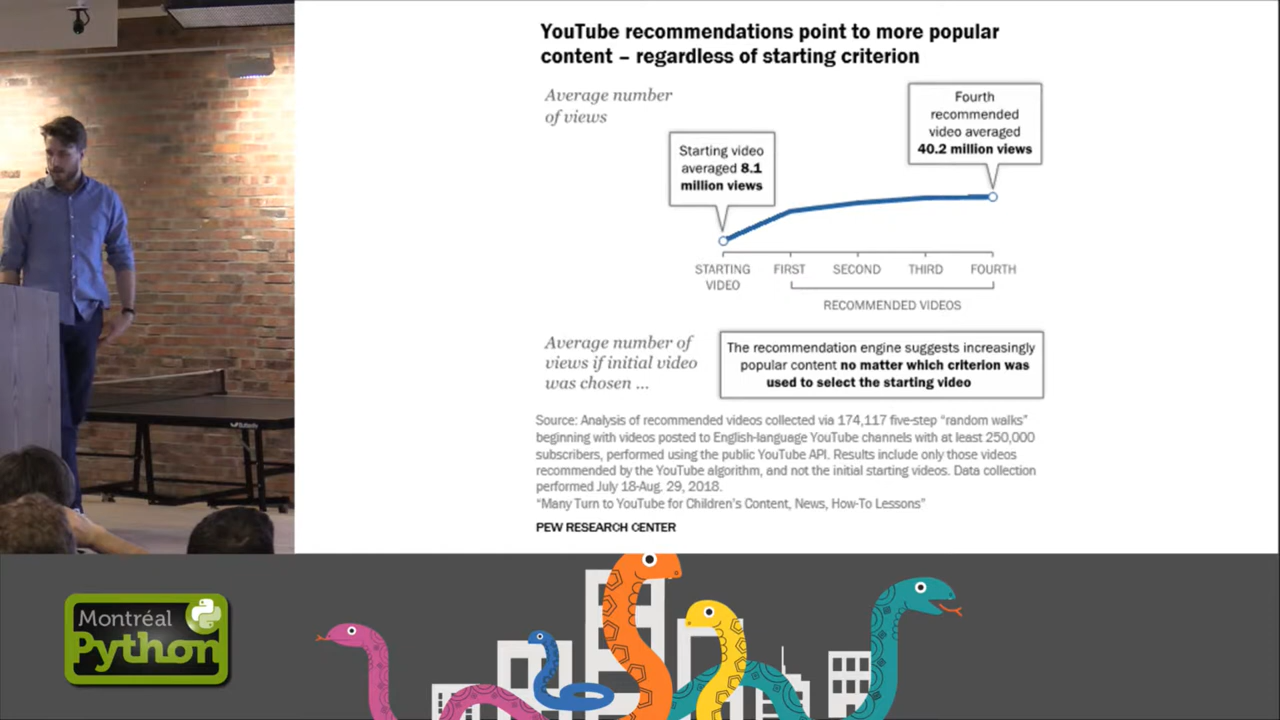 YouTube recommendations point to more popular
content – regardless of starting criterion
Average number
of views
Starting video
averaged 8.1
million views
Fourth
recommended
video averaged
40.2 million views
STARTING
VIDEO
FIRST
SECOND
THIRD
FOURTH
RECOMMENDED VIDEOS
Average number of
views if initial video
was chosen ...
The recommendation engine suggests increasingly
popular content no matter which criterion was
used to select the starting video
Source: Analysis of recommended videos collected via 174,117 five-step “random walks”
beginning with videos posted to English-language YouTube channels with at least 250,000
subscribers, performed using the public YouTube API. Results include only those videos
recommended by the YouTube algorithm, and not the initial starting videos. Data collection
performed July 18-Aug. 29, 2018.
“Many Turn to YouTube for Children’s Content, News, How-To Lessons”
PEW RESEARCH CENTER
Montréal
Python